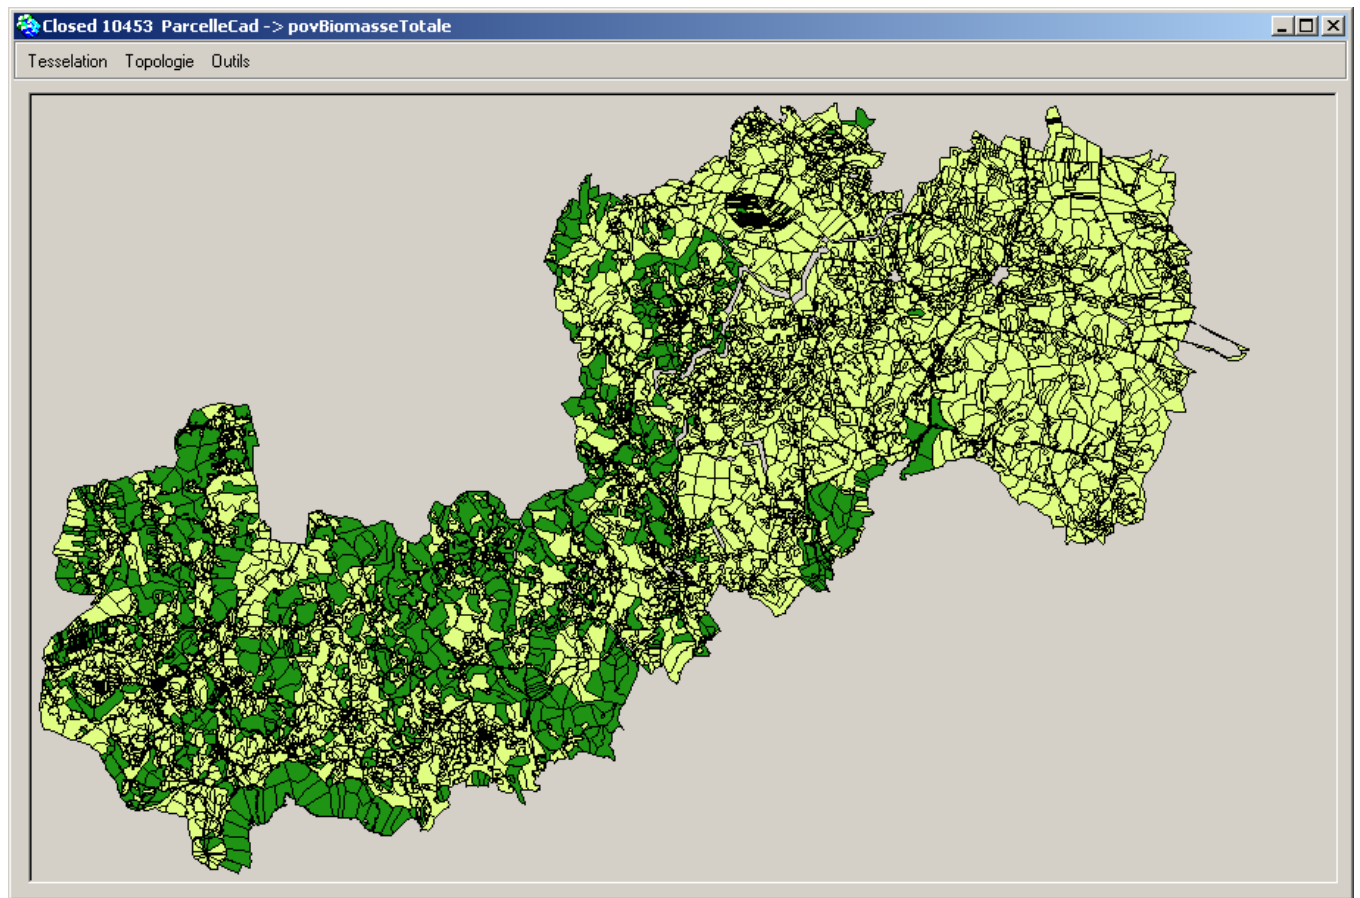 Closed 10453 ParcelleCad -> povBiomasseTotale
Tesselation Topologie Outils